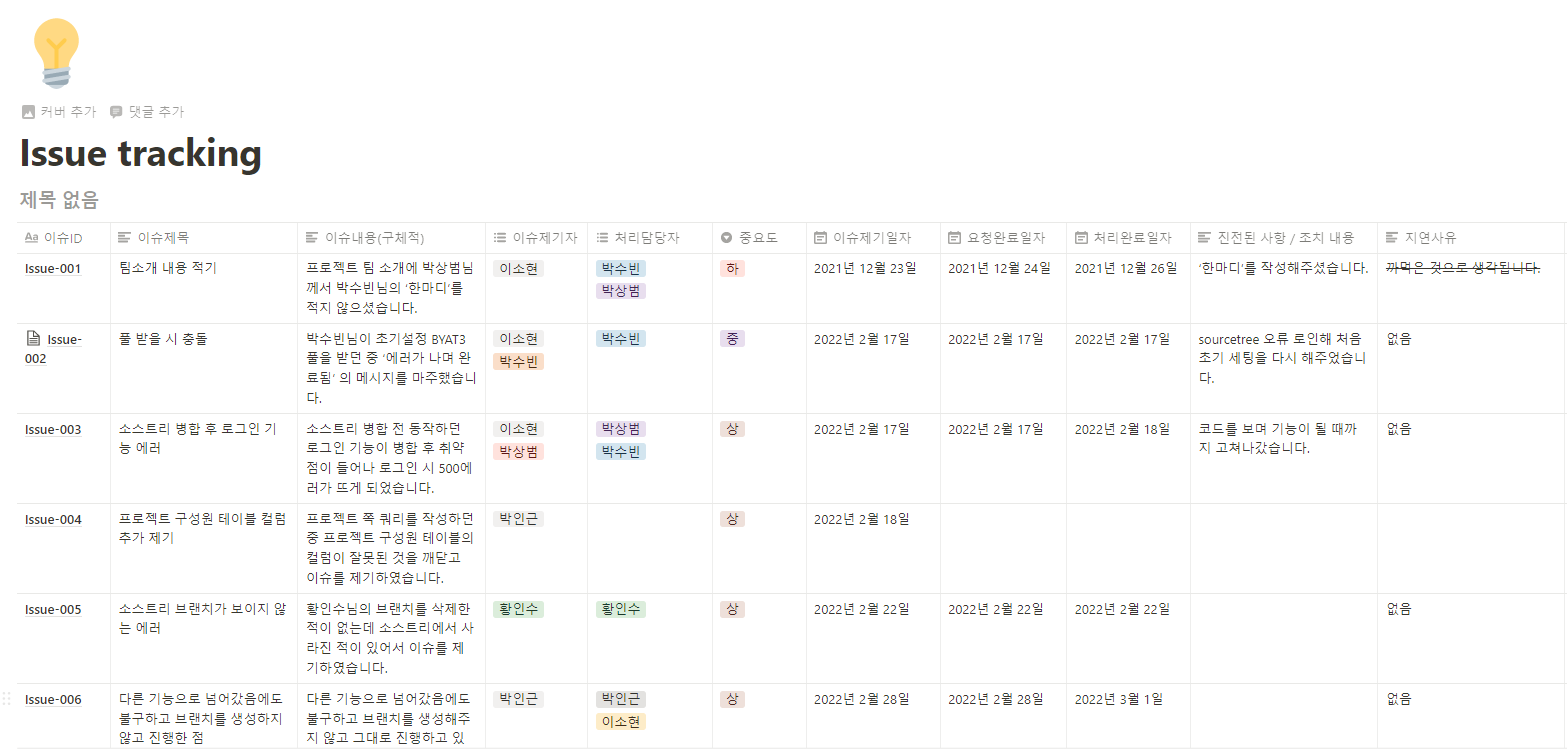 커버 추가 댓글 추가
Issue tracking
제목 없음
Aa 이슈ID 이슈제목 이슈내용(구체적) 이슈제기자 처리담당자 중요도 이슈제기일자 요청완료일자 처리완료일자 진전된 사항 / 조치 내용 지연사유
Issue-001 팀소개 내용 적기 프로젝트 팀 소개에 박상범님 이소현 박수빈 하 2021년 12월 23일 2021년 12월 24일 2021년 12월 26일 ‘한마디’를 작성해주셨습니다. 까먹은 것으로 생각됩니다.
께서 박수빈님의 ‘한마디’를 박상범
적지 않으셨습니다.
Issue- 풀 받을 시 충돌 박수빈님이 초기설정 BYAT3 이소현 박수빈 중 2022년 2월 17일 2022년 2월 17일 2022년 2월 17일 sourcetree 오류 로인해 처음 없음
002 풀을 받던 중 ‘에러가 나며 완 박수빈 초기 세팅을 다시 해주었습니
료됨’ 의 메시지를 마주했습니 다.
다.
Issue-003 소스트리 병합 후 로그인 기 소스트리 병합 전 동작하던 이소현 박상범 상 2022년 2월 17일 2022년 2월 17일 2022년 2월 18일 코드를 보며 기능이 될 때까 없음
능 에러 로그인 기능이 병합 후 취약 박상범 박수빈 지 고쳐나갔습니다.
점이 들어나 로그인 시 500에
러가 뜨게 되었습니다.
Issue-004 프로젝트 구성원 테이블 컬럼 프로젝트 쪽 쿼리를 작성하던 박인근 상 2022년 2월 18일
추가 제기 중 프로젝트 구성원 테이블의
컬럼이 잘못된 것을 깨닫고
이슈를 제기하였습니다.
Issue-005 소스트리 브랜치가 보이지 않 황인수님의 브랜치를 삭제한 황인수 황인수 상 2022년 2월 22일 2022년 2월 22일 2022년 2월 22일 없음
는 에러 적이 없는데 소스트리에서 사
라진 적이 있어서 이슈를 제
기하였습니다.
Issue-006 다른 기능으로 넘어갔음에도 다른 기능으로 넘어갔음에도 박인근 박인근 상 2022년 2월 28일 2022년 2월 28일 2022년 3월 1일 없음
불구하고 브랜치를 생성하지 불구하고 브랜치를 생성해주 이소현
않고 진행한 점 지 않고 그대로 진행하고 있